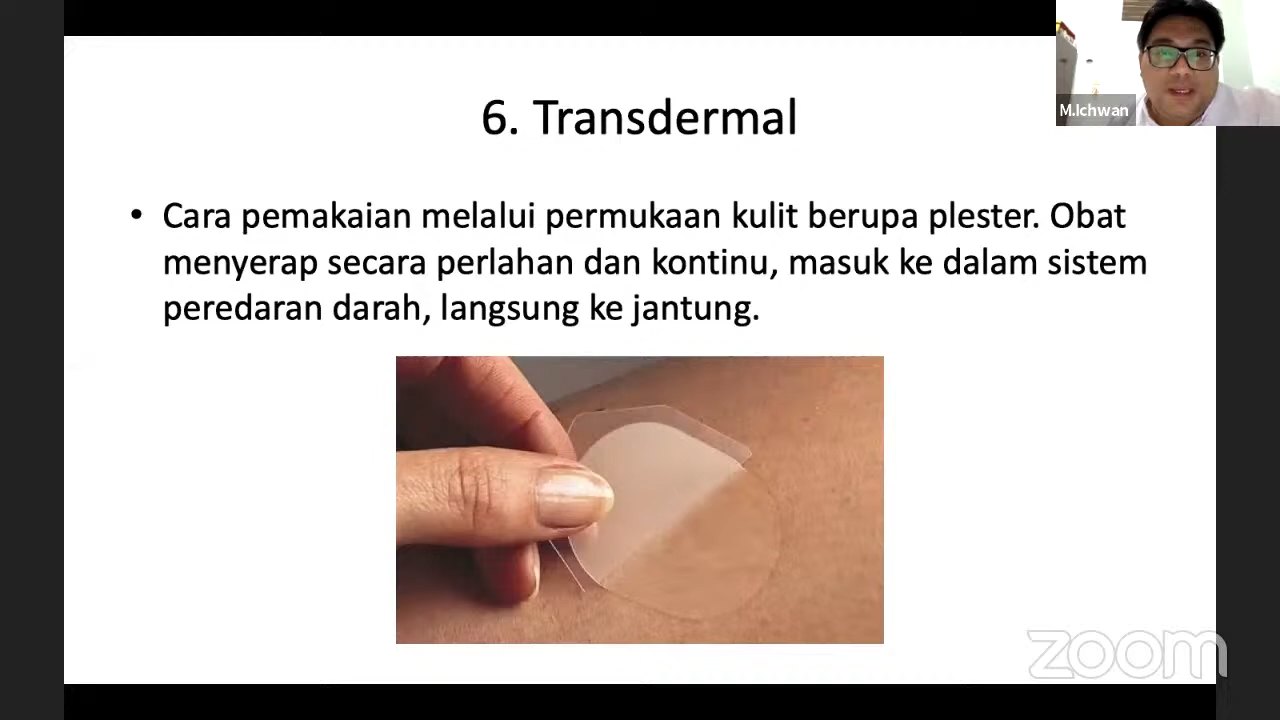 6. Transdermal
M.Ichwan
• Cara pemakaian melalui permukaan kulit berupa plester. Obat
menyerap secara perlahan dan kontinu, masuk ke dalam sistem
peredaran darah, langsung ke jantung.
zoom